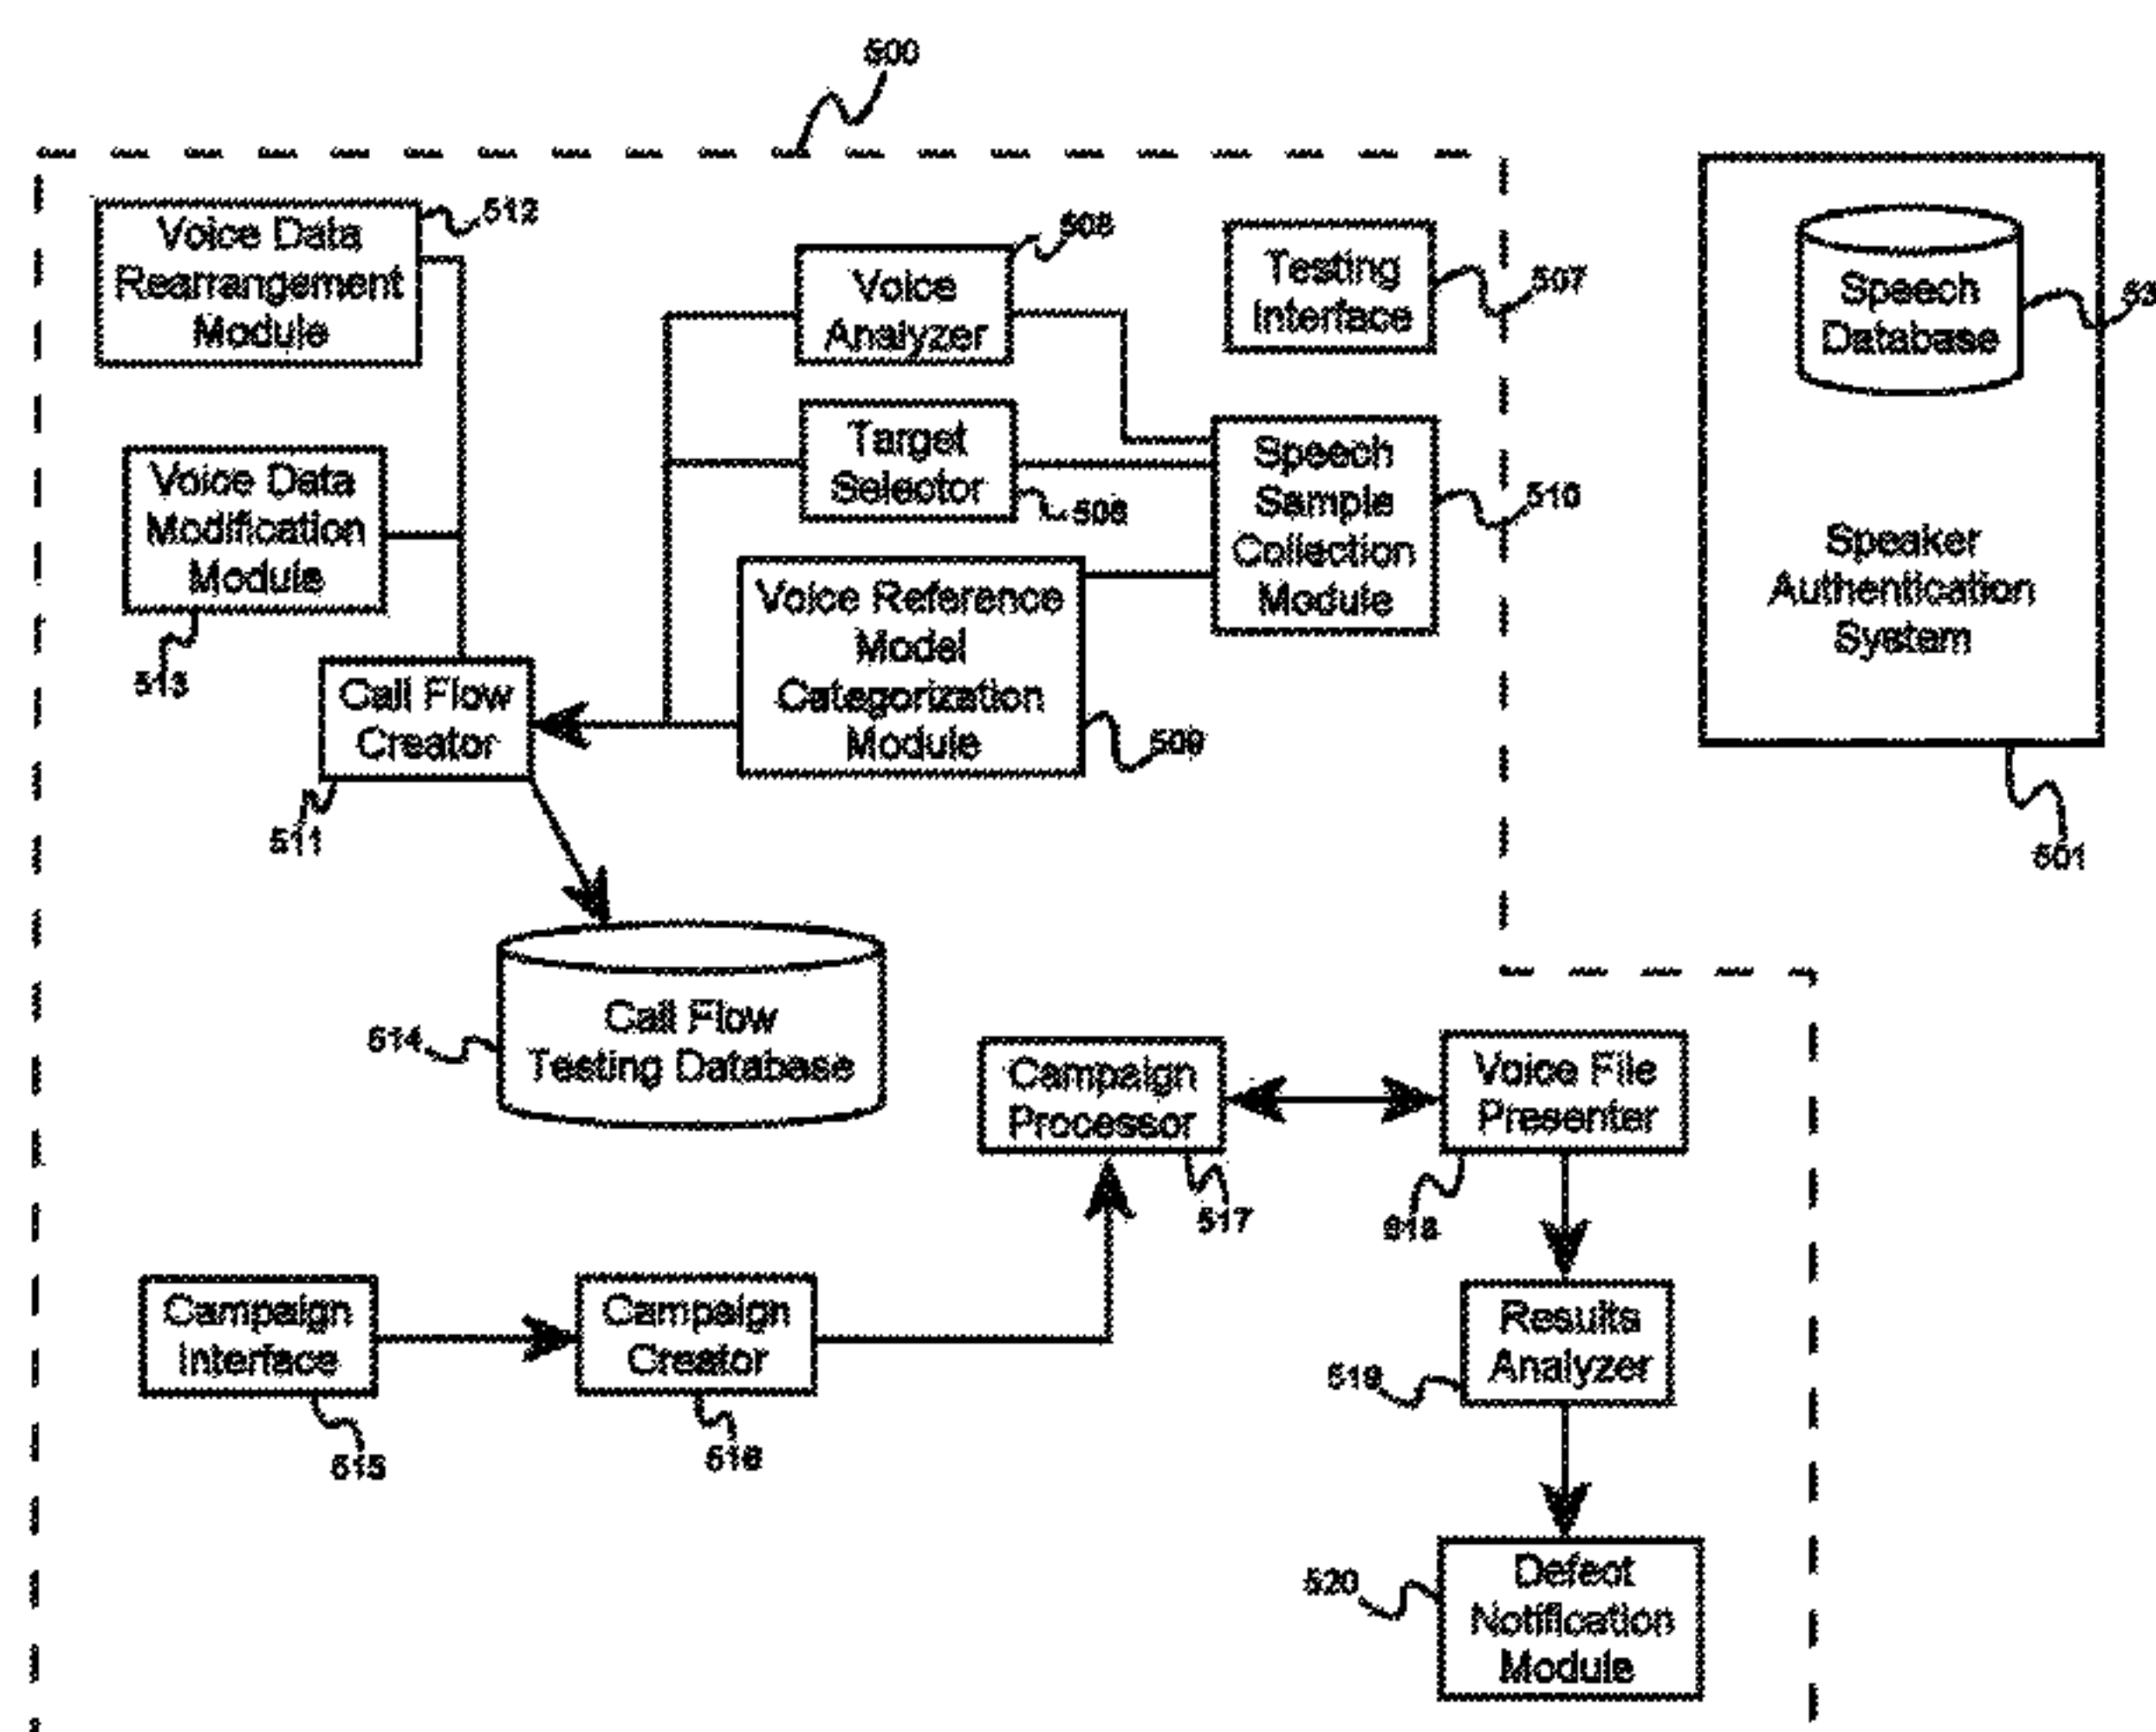 500
512
Voice Data
Rearrangement
Module
Voice
Analyzer
Testing
Interface
507
Speech
Database
Voice Data
Modification
Module
513
Target
Selector
Speech
Sample
Collection
Module
510
Speaker
Authentication
System
501
Voice Reference
Model
Categorization
Module
509
Call Flow
Creator
511
514
Call Flow
Testing Database
Campaign
Processor
517
Voice File
Presenter
Campaign
Interface
515
Campaign
Creator
516
Results
Analyzer
519
520
Defect
Notification
Module